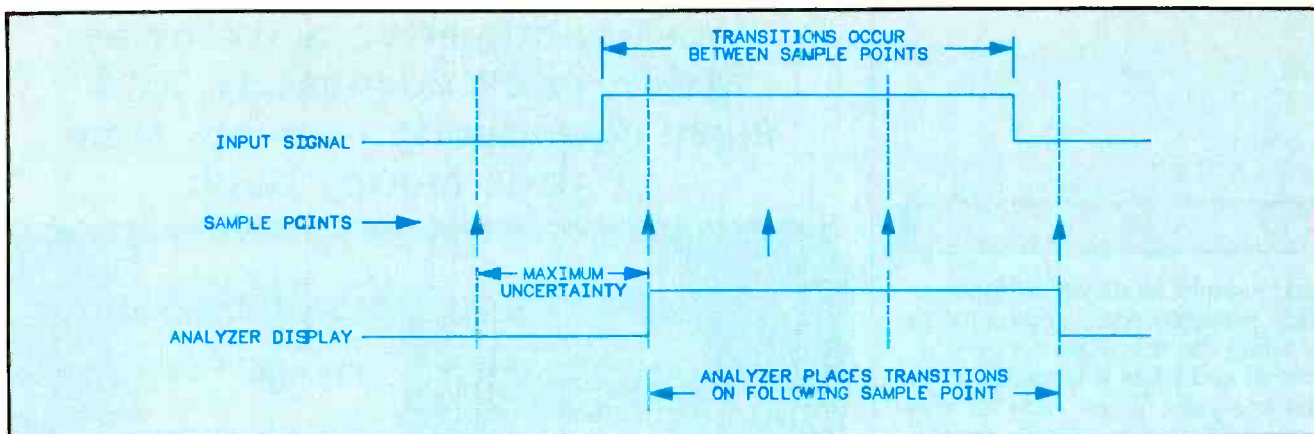 TRANSITIONS OCCUR
BETWEEN SAMPLE POINTS
INPUT SIGNAL
SAMPLE POINTS
MAXIMUM
UNCERTAINTY
ANALYZER DISPLAY
ANALYZER PLACES TRANSITIONS
ON FOLLOWING SAMPLE POINT